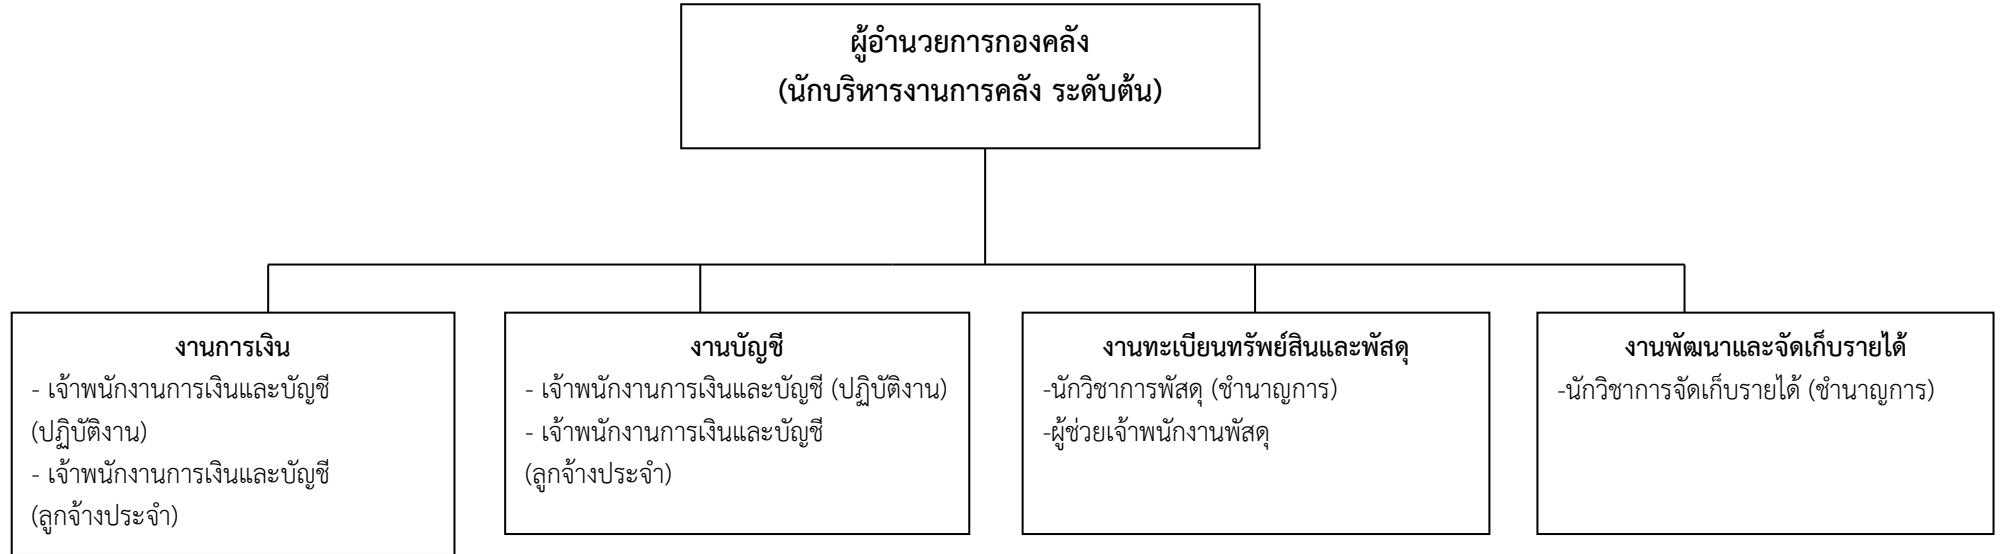 ผู้อำนวยการกองคลัง
(นักบริหารงานการคลัง ระดับต้น)
งานการเงิน
- เจ้าพนักงานการเงินและบัญชี
(ปฏิบัติงาน)
- เจ้าพนักงานการเงินและบัญชี
(ลูกจ้างประจำ)
งานบัญชี
- เจ้าพนักงานการเงินและบัญชี (ปฏิบัติงาน)
- เจ้าพนักงานการเงินและบัญชี
(ลูกจ้างประจำ)
งานทะเบียนทรัพย์สินและพัสดุ
-นักวิชาการพัสดุ (ชำนาญการ)
-ผู้ช่วยเจ้าพนักงานพัสดุ
งานพัฒนาและจัดเก็บรายได้
-นักวิชาการจัดเก็บรายได้ (ชำนาญการ)